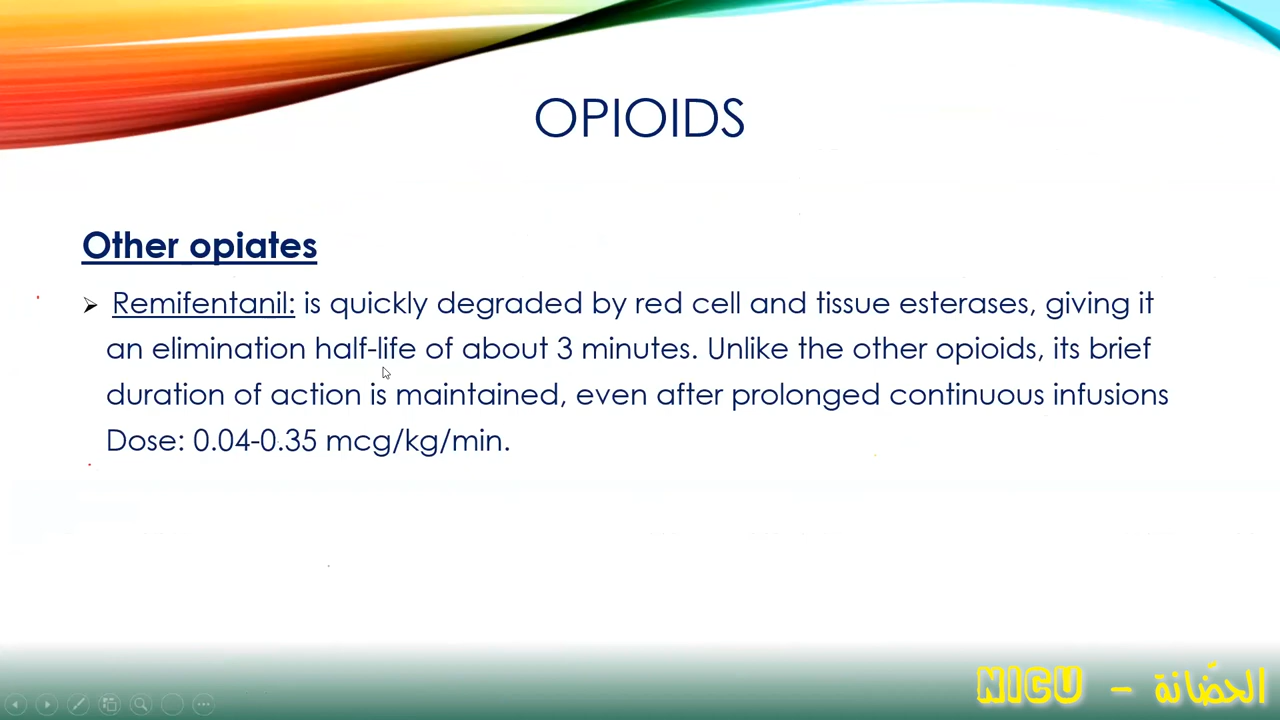 OPIOIDS
Other opiates
Remifentanil: is quickly degraded by red cell and tissue esterases, giving it
an elimination half-life of about 3 minutes. Unlike the other opioids, its brief
duration of action is maintained, even after prolonged continuous infusions
Dose: 0.04-0.35 mcg/kg/min.
NICU - الحضّانة